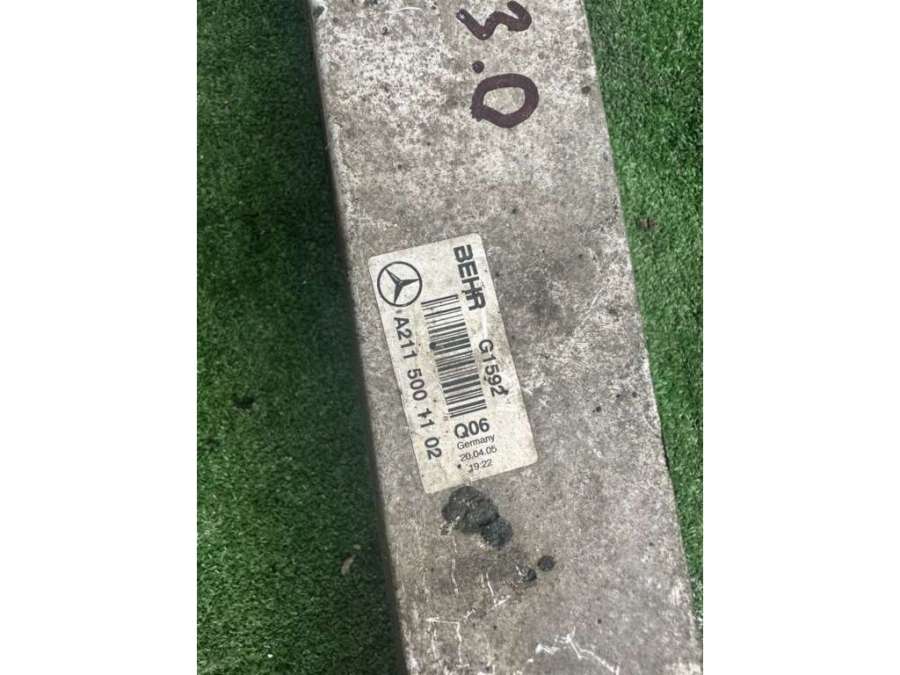 3.0
BEHR
G1592
Q06
Germany
20.04.05
19:22
A211 500 11 02